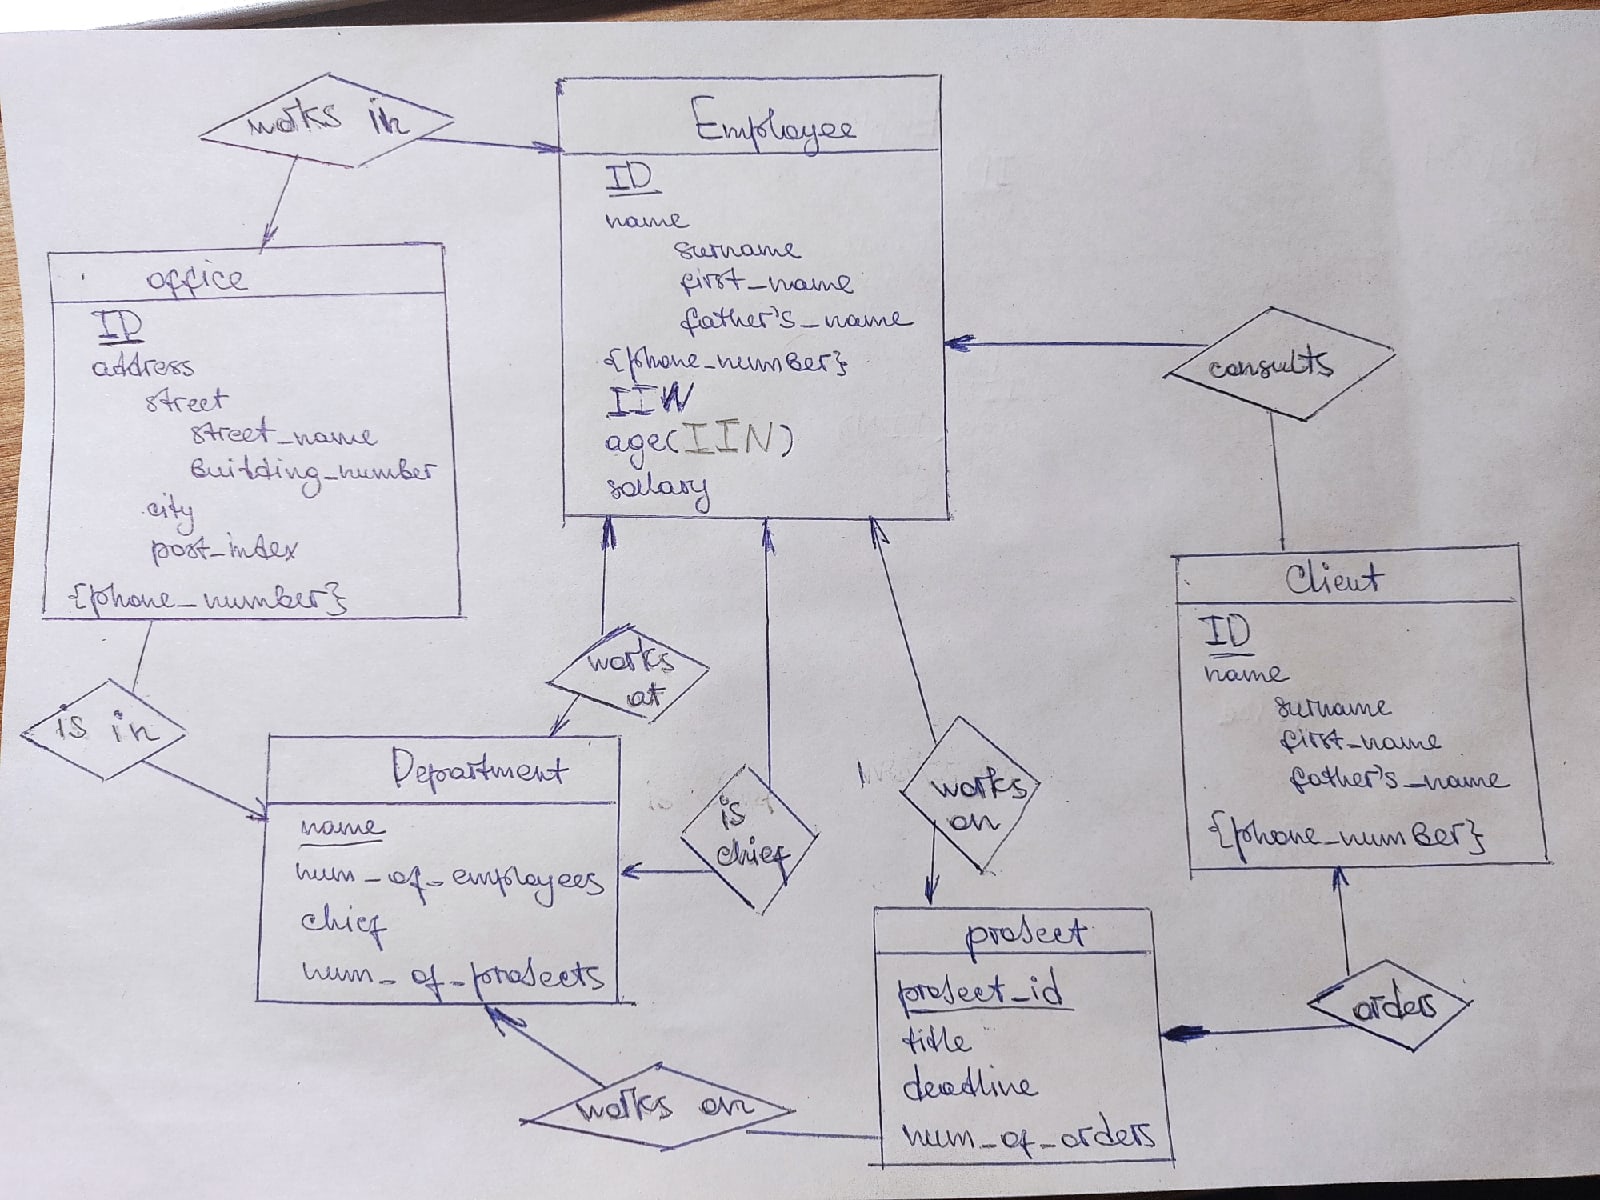 works in
Employee
ID
name
surname
first_name
father's_name
{phone_number}
IIN
age(IIN)
salary
office
ID
address
street
street_name
building_number
city
post_index
{phone_number}
consults
Client
ID
name
surname
first_name
father's_name
{phone_number}
is in
works
at
Department
name
num_of_employees
chief
num_of_projects
is
chief
works
on
project
project_id
title
deadline
num_of_orders
orders
works on